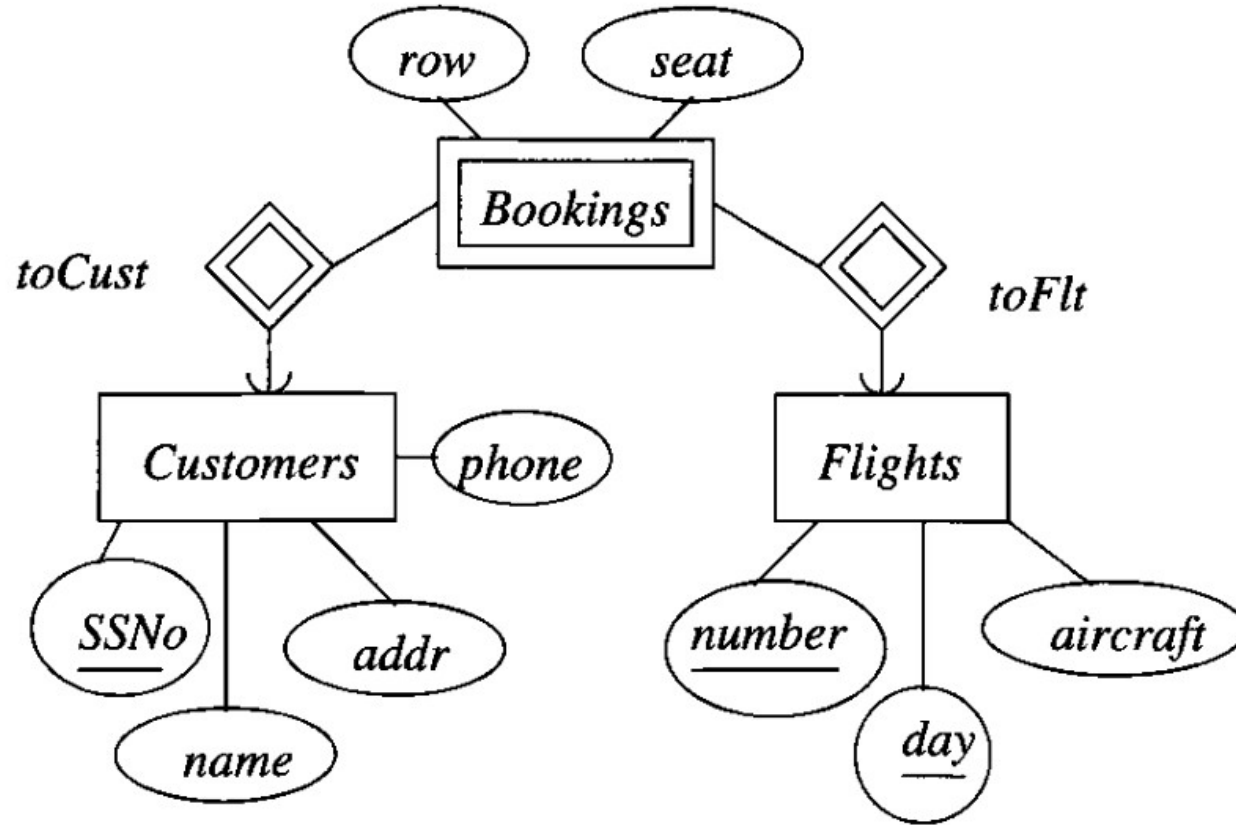 row
seat
Bookings
toCust
toFlt
Customers
phone
Flights
SSNo
addr
number
aircraft
name
day